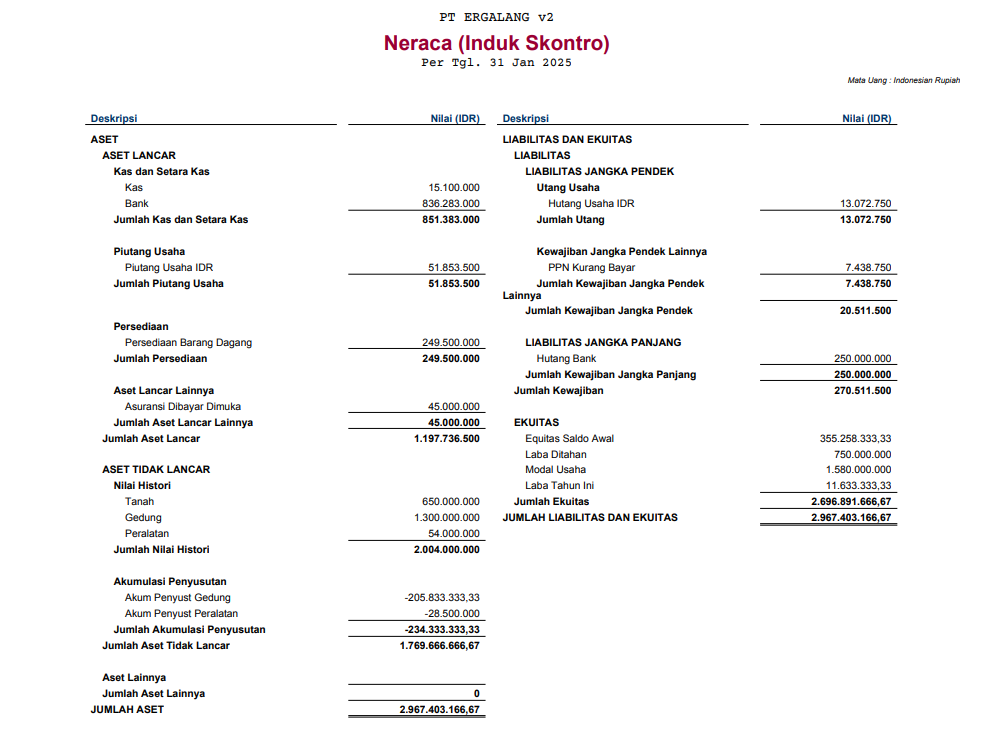 PT ERGALANG v2
Neraca (Induk Skontro)
Per Tgl. 31 Jan 2025
Mata Uang : Indonesian Rupiah
Deskripsi Nilai (IDR)
ASET
ASET LANCAR
Kas dan Setara Kas
Kas 15.100.000
Bank 836.283.000
Jumlah Kas dan Setara Kas 851.383.000
Piutang Usaha
Piutang Usaha IDR 51.853.500
Jumlah Piutang Usaha 51.853.500
Persediaan
Persediaan Barang Dagang 249.500.000
Jumlah Persediaan 249.500.000
Aset Lancar Lainnya
Asuransi Dibayar Dimuka 45.000.000
Jumlah Aset Lancar Lainnya 45.000.000
Jumlah Aset Lancar 1.197.736.500
ASET TIDAK LANCAR
Nilai Histori
Tanah 650.000.000
Gedung 1.300.000.000
Peralatan 54.000.000
Jumlah Nilai Histori 2.004.000.000
Akumulasi Penyusutan
Akum Penyust Gedung -205.833.333,33
Akum Penyust Peralatan -28.500.000
Jumlah Akumulasi Penyusutan -234.333.333,33
Jumlah Aset Tidak Lancar 1.769.666.666,67
Aset Lainnya
Jumlah Aset Lainnya 0
JUMLAH ASET 2.967.403.166,67
Deskripsi Nilai (IDR)
LIABILITAS DAN EKUITAS
LIABILITAS
LIABILITAS JANGKA PENDEK
Utang Usaha
Hutang Usaha IDR 13.072.750
Jumlah Utang 13.072.750
Kewajiban Jangka Pendek Lainnya
PPN Kurang Bayar 7.438.750
Jumlah Kewajiban Jangka Pendek 7.438.750
Lainnya
Jumlah Kewajiban Jangka Pendek 20.511.500
LIABILITAS JANGKA PANJANG
Hutang Bank 250.000.000
Jumlah Kewajiban Jangka Panjang 250.000.000
Jumlah Kewajiban 270.511.500
EKUITAS
Equitas Saldo Awal 355.258.333,33
Laba Ditahan 750.000.000
Modal Usaha 1.580.000.000
Laba Tahun Ini 11.633.333,33
Jumlah Ekuitas 2.696.891.666,67
JUMLAH LIABILITAS DAN EKUITAS 2.967.403.166,67